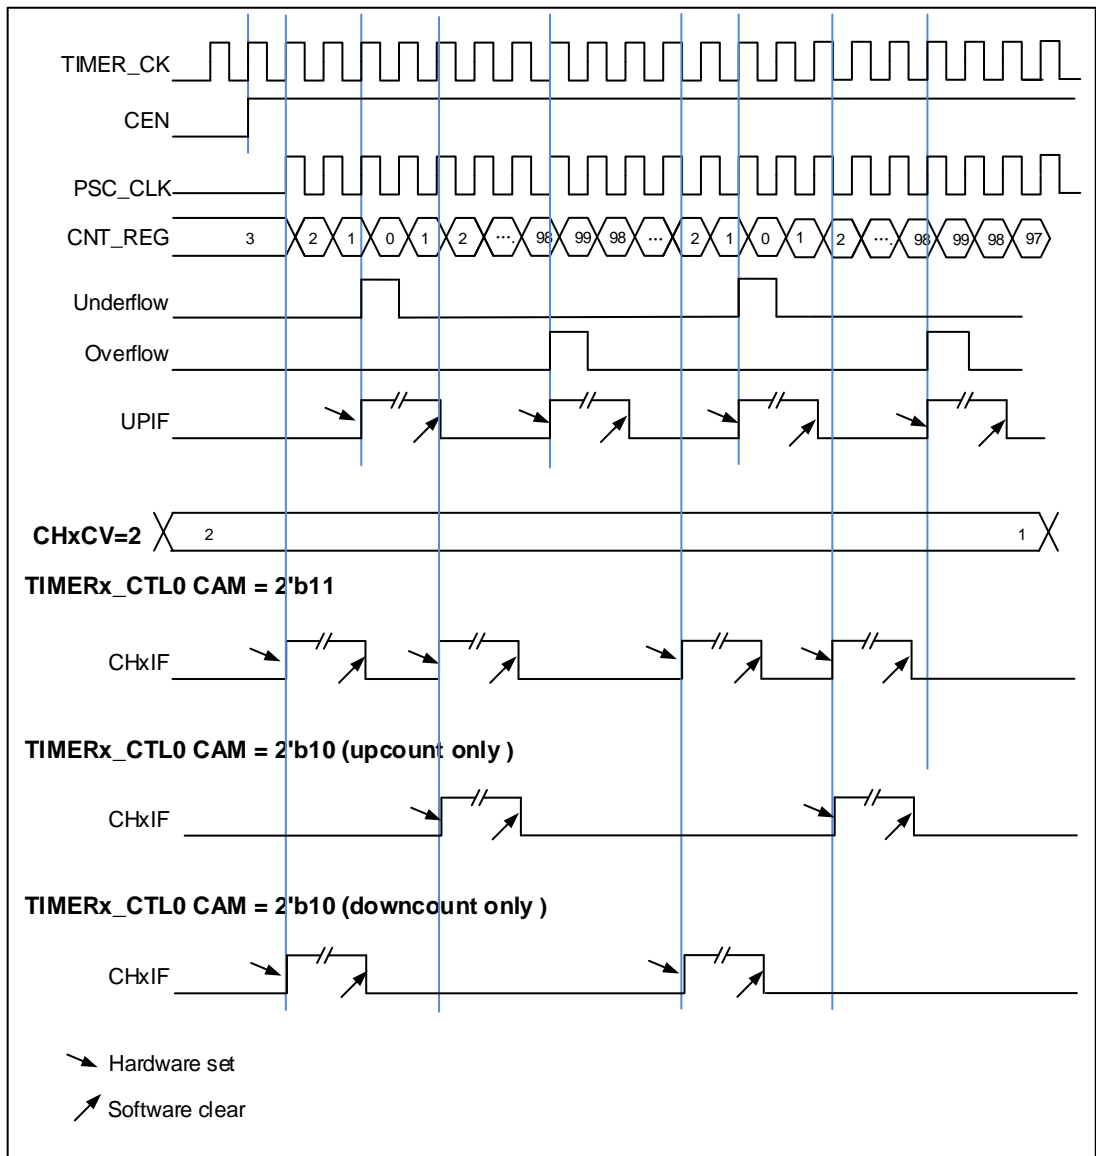 TIMER_CK
CEN
PSC_CLK
CNT_REG 3 2 1 0 1 2 .... 98 99 98 ... 2 1 0 1 2 .... 98 99 98 97
Underflow
Overflow
UPIF
CHxCV=2 2 1
TIMERx_CTL0 CAM = 2'b11
CHxIF
TIMERx_CTL0 CAM = 2'b10 (upcount only )
CHxIF
TIMERx_CTL0 CAM = 2'b10 (downcount only )
CHxIF
Hardware set
Software clear